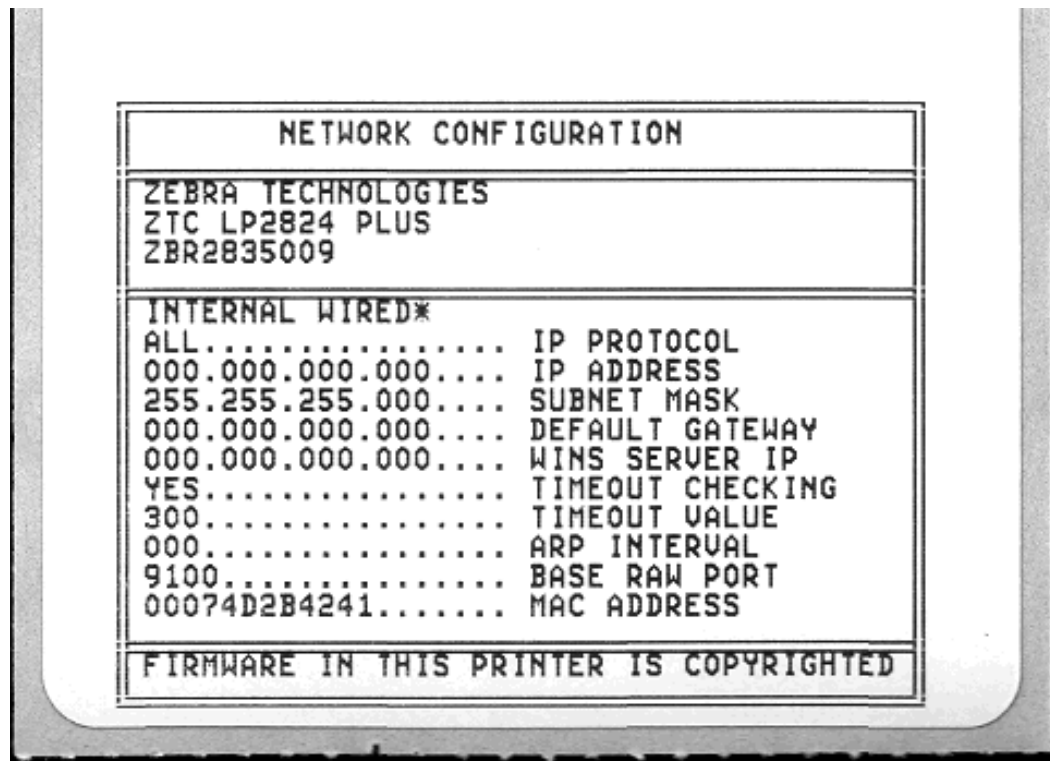 NETWORK CONFIGURATION
ZEBRA TECHNOLOGIES
ZTC LP2824 PLUS
ZBR2835009
INTERNAL WIRED*
ALL................ IP PROTOCOL
000.000.000.000.... IP ADDRESS
255.255.255.000.... SUBNET MASK
000.000.000.000.... DEFAULT GATEWAY
000.000.000.000.... WINS SERVER IP
YES................ TIMEOUT CHECKING
300................ TIMEOUT VALUE
000................ ARP INTERVAL
9100............... BASE RAW PORT
00074D2B4241....... MAC ADDRESS
FIRMWARE IN THIS PRINTER IS COPYRIGHTED